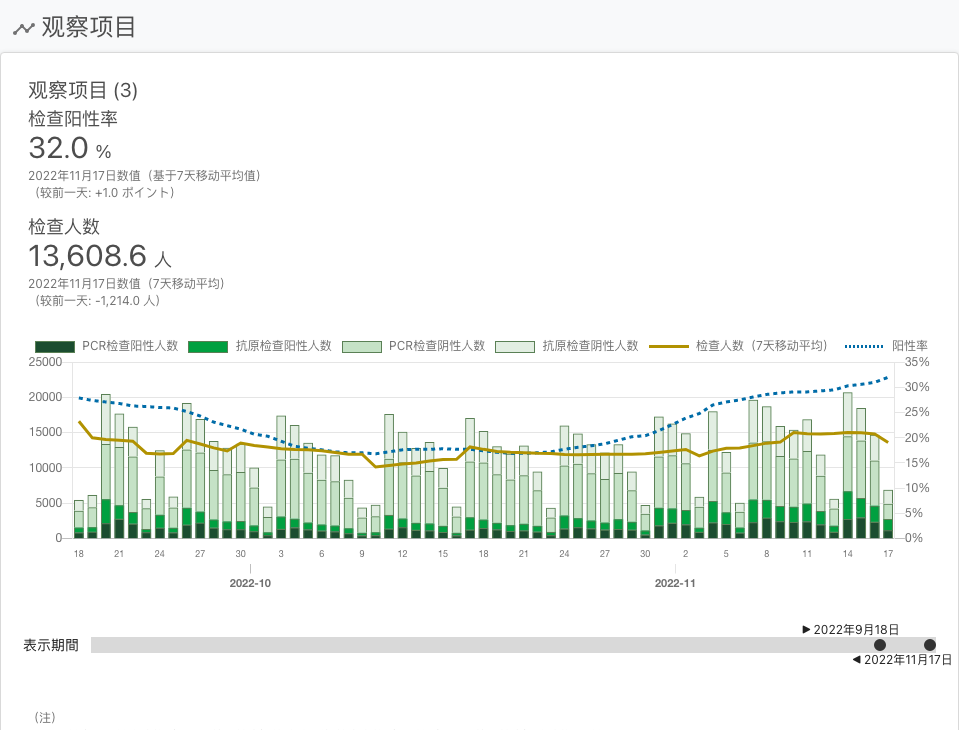 观察项目
观察项目 (3)
检查阳性率
32.0 %
2022年11月17日数值（基于7天移动平均值）
（较前一天: +1.0 ポイント）
检查人数
13,608.6 人
2022年11月17日数值（7天移动平均）
（较前一天: -1,214.0 人）
PCR检查阳性人数 抗原检查阳性人数 PCR检查阴性人数 抗原检查阴性人数 检查人数（7天移动平均） 阳性率
25000 35%
30%
20000
25%
15000
20%
10000 15%
10%
5000
5%
0 0%
18 21 24 27 30 3 6 9 12 15 18 21 24 27 30 2 5 8 11 14 17
2022-10 2022-11
▶ 2022年9月18日
表示期間
◀ 2022年11月17日
（注）